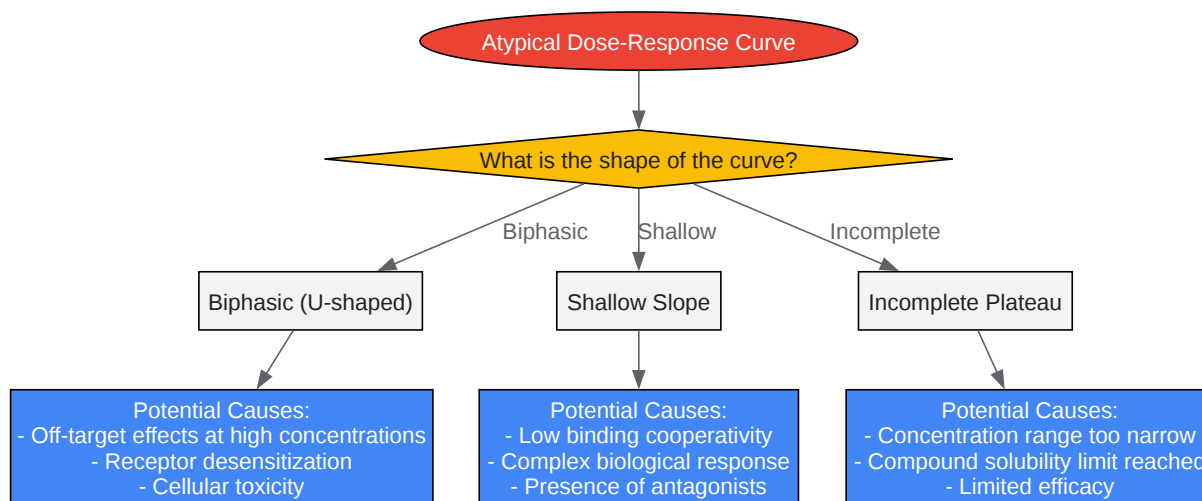 Atypical Dose-Response Curve
What is the shape of the curve?
Biphasic
Shallow
Incomplete
Biphasic (U-shaped)
Shallow Slope
Incomplete Plateau
Potential Causes:
- Off-target effects at high concentrations
- Receptor desensitization
- Cellular toxicity
Potential Causes:
- Low binding cooperativity
- Complex biological response
- Presence of antagonists
Potential Causes:
- Concentration range too narrow
- Compound solubility limit reached
- Limited efficacy